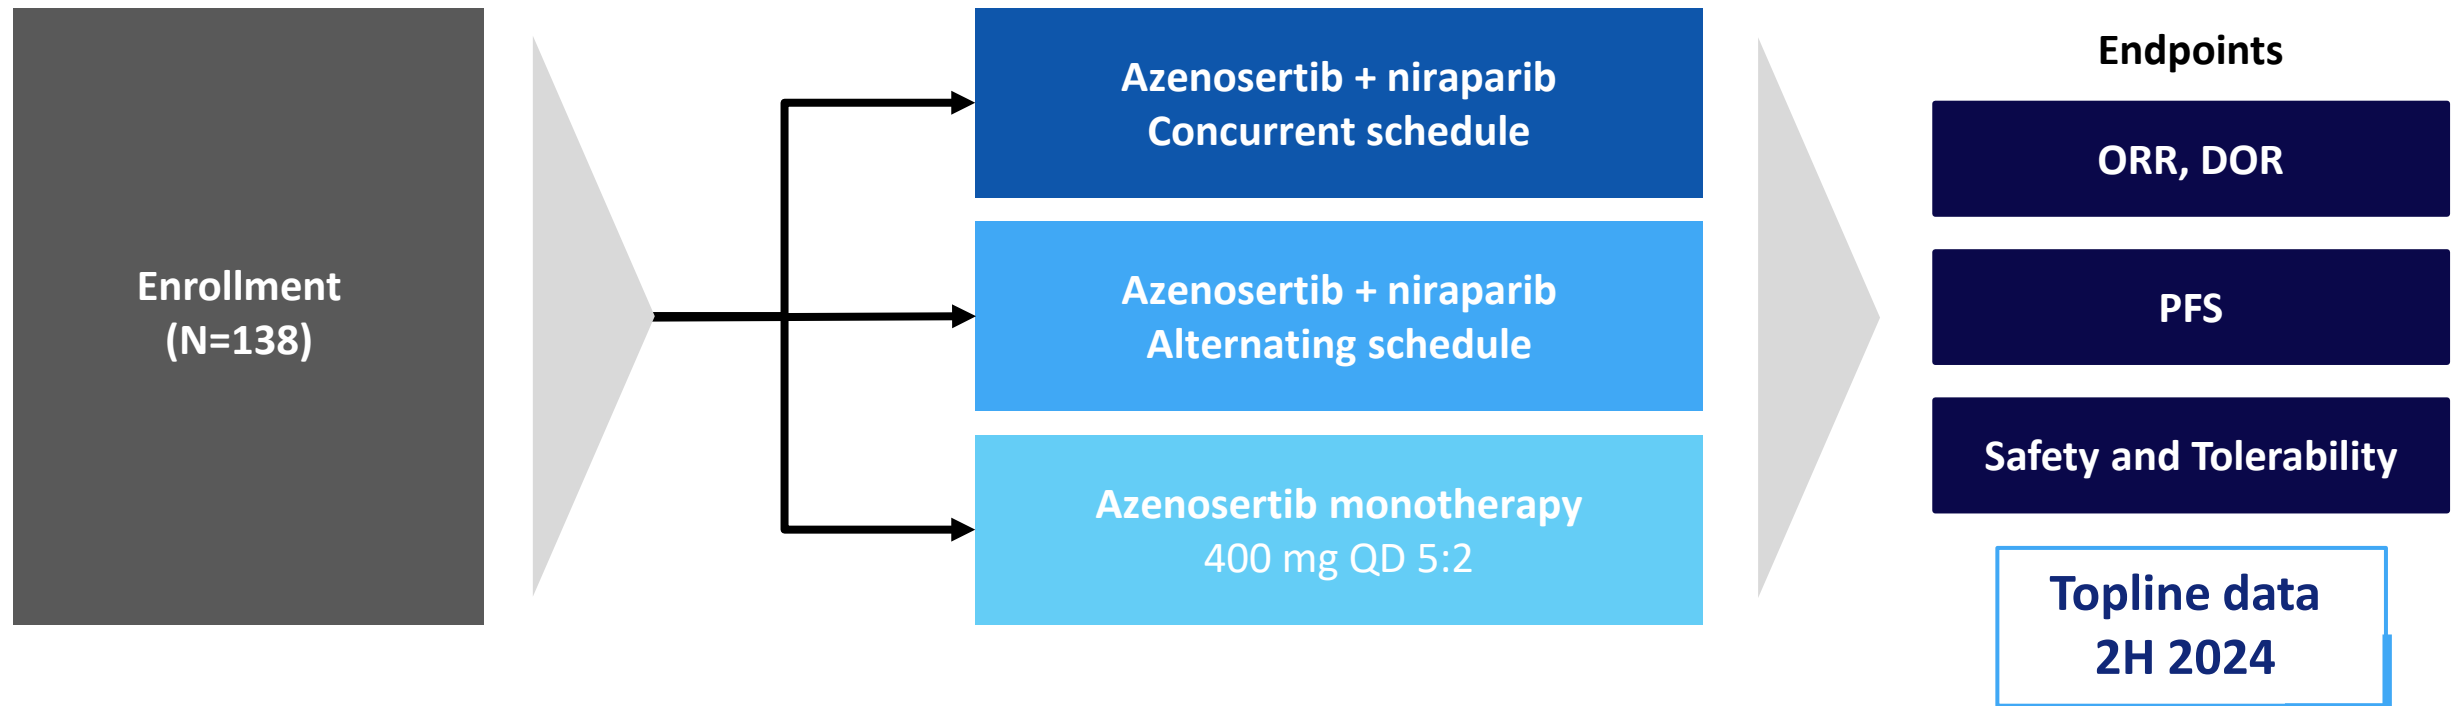 Enrollment
(N=138)
Azenosertib + niraparib
Concurrent schedule
Azenosertib + niraparib
Alternating schedule
Azenosertib monotherapy
400 mg QD 5:2
Endpoints
ORR, DOR
PFS
Safety and Tolerability
Topline data
2H 2024